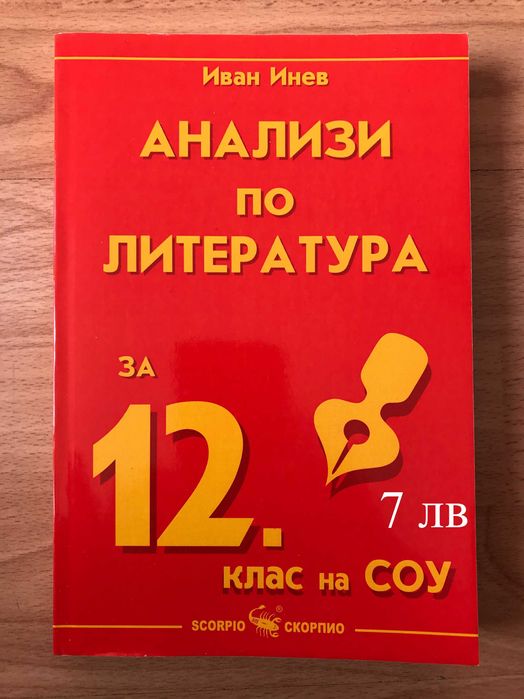 Иван Инев
АНАЛИЗИ
ПО
ЛИТЕРАТУРА
ЗА
12.
7 лв
КЛАС НА СОУ
SCORPIO ® СКОРПИО